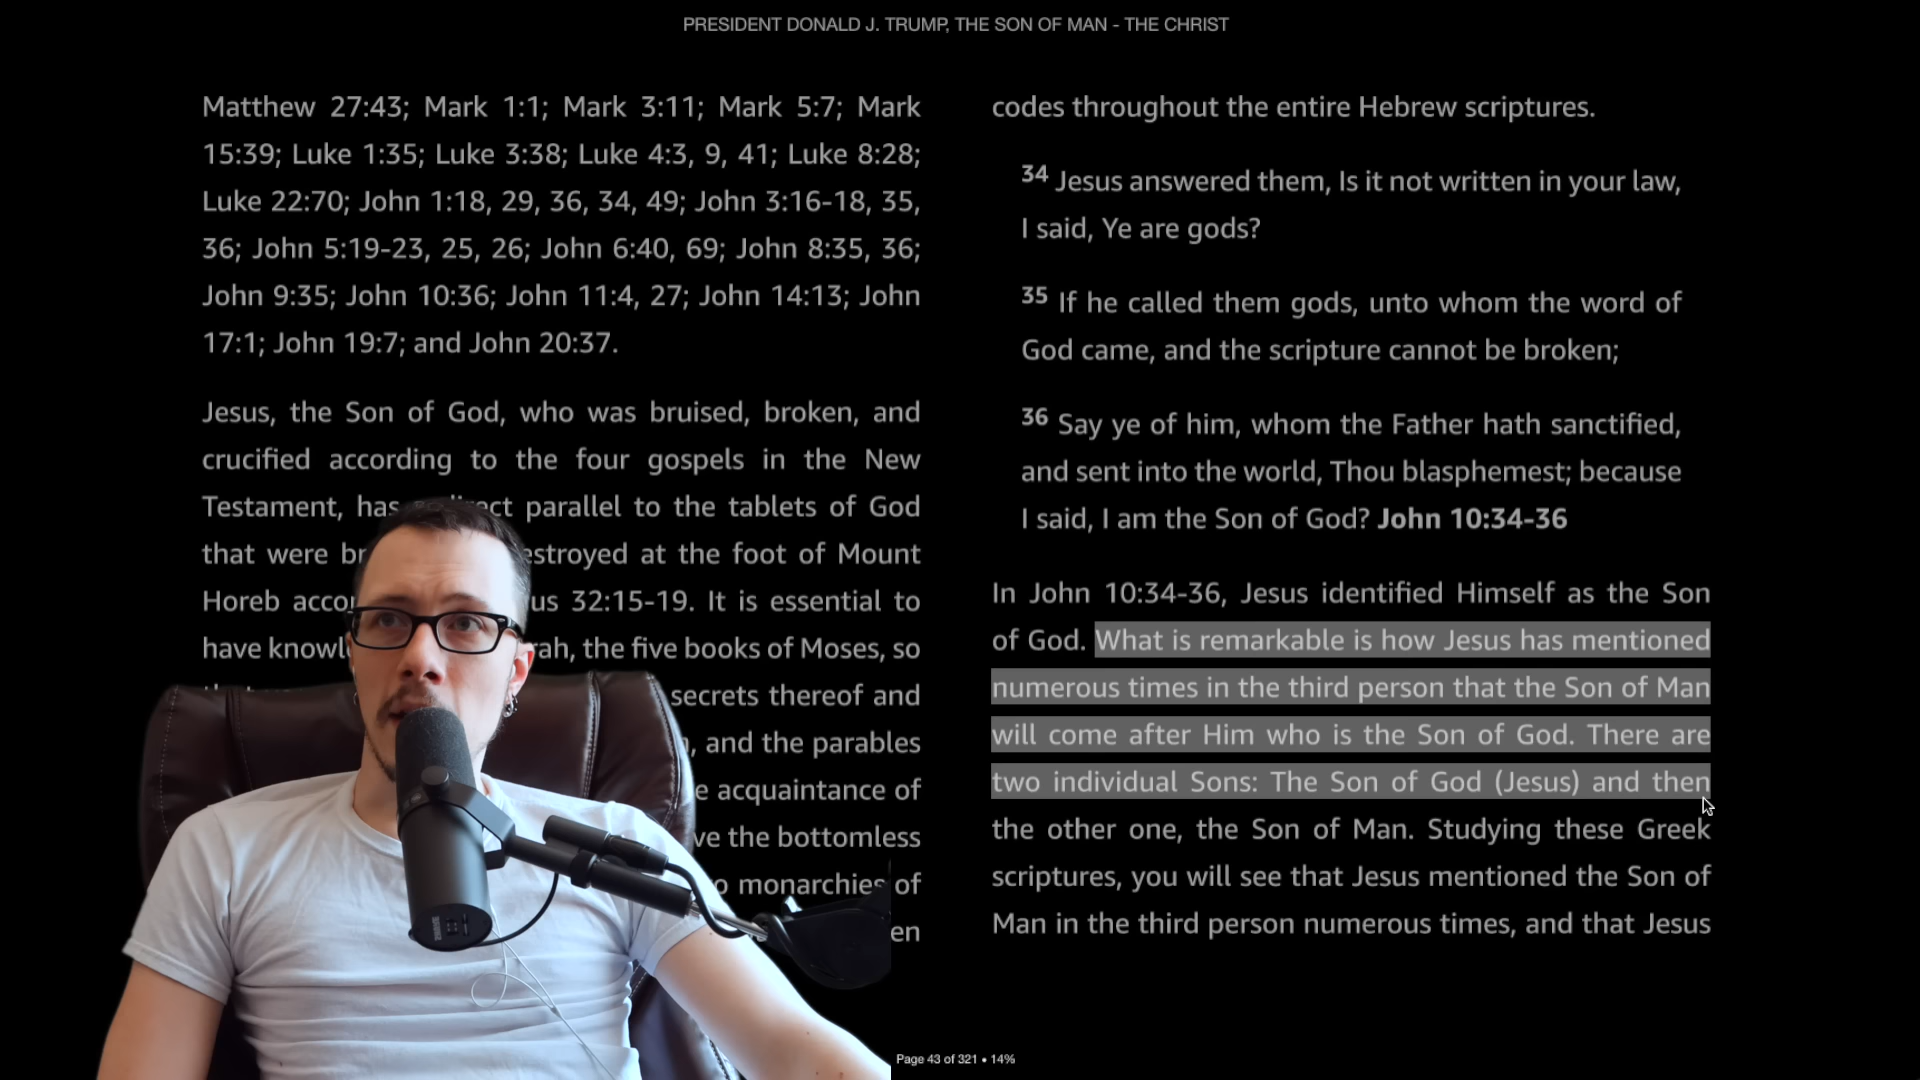 PRESIDENT DONALD J. TRUMP, THE SON OF MAN - THE CHRIST
Matthew 27:43; Mark 1:1; Mark 3:11; Mark 5:7; Mark
15:39; Luke 1:35; Luke 3:38; Luke 4:3, 9, 41; Luke 8:28;
Luke 22:70; John 1:18, 29, 36, 34, 49; John 3:16-18, 35,
36; John 5:19-23, 25, 26; John 6:40, 69; John 8:35, 36;
John 9:35; John 10:36; John 11:4, 27; John 14:13; John
17:1; John 19:7; and John 20:37.
Jesus, the Son of God, who was bruised, broken, and
crucified according to the four gospels in the New
Testament, has parallel to the tablets of God
that were at the foot of Mount
Horeb 32:15-19. It is essential to
have the five books of Moses, so
secrets thereof and
and the parables
acquaintance of
the bottomless
monarchies of
codes throughout the entire Hebrew scriptures.
34 Jesus answered them, Is it not written in your law,
I said, Ye are gods?
35 If he called them gods, unto whom the word of
God came, and the scripture cannot be broken;
36 Say ye of him, whom the Father hath sanctified,
and sent into the world, Thou blasphemest; because
I said, I am the Son of God? John 10:34-36
In John 10:34-36, Jesus identified Himself as the Son
of God. What is remarkable is how Jesus has mentioned
numerous times in the third person that the Son of Man
will come after Him who is the Son of God. There are
two individual Sons: The Son of God (Jesus) and then
the other one, the Son of Man. Studying these Greek
scriptures, you will see that Jesus mentioned the Son of
Man in the third person numerous times, and that Jesus
Page 43 of 321 • 14%